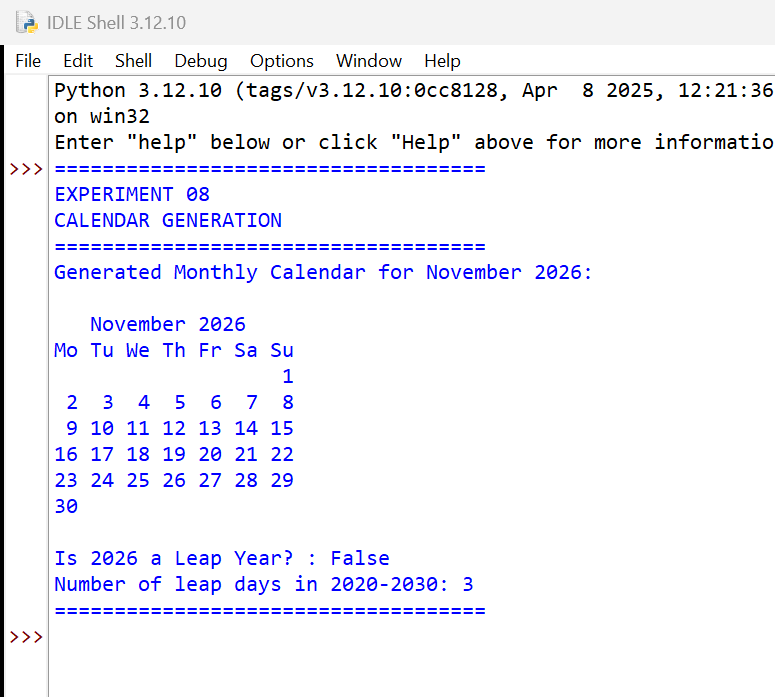 IDLE Shell 3.12.10
File Edit Shell Debug Options Window Help
Python 3.12.10 (tags/v3.12.10:0cc8128, Apr  8 2025, 12:21:36
on win32
Enter "help" below or click "Help" above for more informatio
>>> ====================================
EXPERIMENT 08
CALENDAR GENERATION
====================================
Generated Monthly Calendar for November 2026:
   November 2026
Mo Tu We Th Fr Sa Su
                   1
 2  3  4  5  6  7  8
 9 10 11 12 13 14 15
16 17 18 19 20 21 22
23 24 25 26 27 28 29
30
Is 2026 a Leap Year? : False
Number of leap days in 2020-2030: 3
====================================
>>>